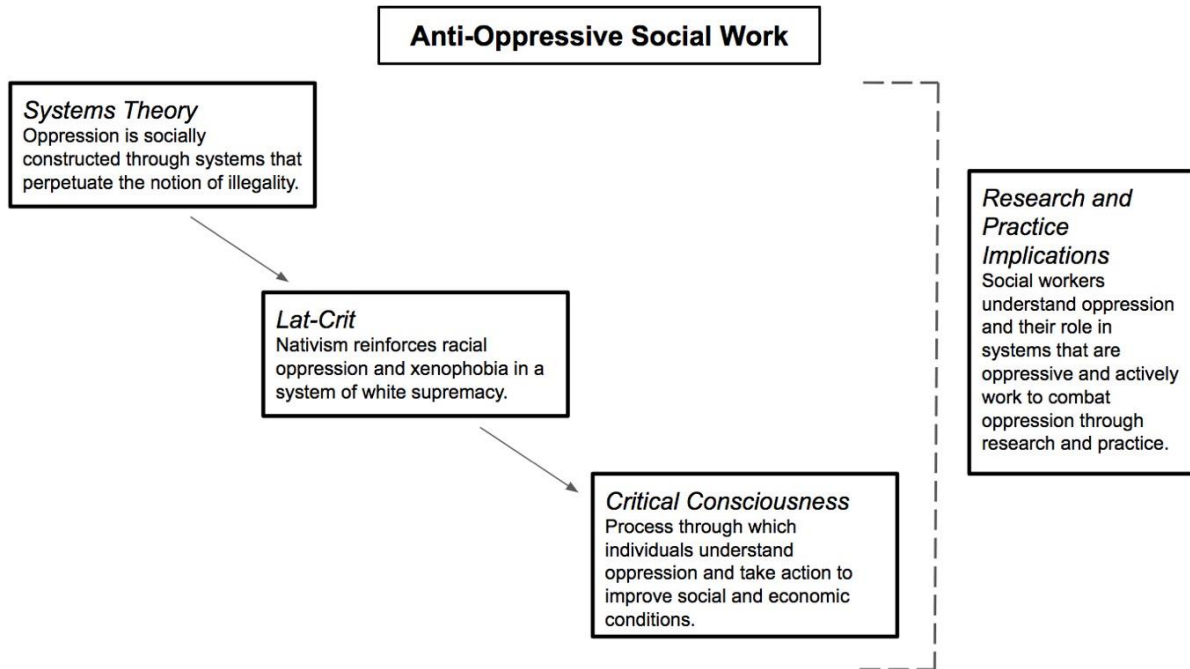 Anti-Oppressive Social Work
Systems Theory
Oppression is socially
constructed through systems that
perpetuate the notion of illegality.
Lat-Crit
Nativism reinforces racial
oppression and xenophobia in a
system of white supremacy.
Critical Consciousness
Process through which
individuals understand
oppression and take action to
improve social and economic
conditions.
Research and
Practice
Implications
Social workers
understand oppression
and their role in
systems that are
oppressive and actively
work to combat
oppression through
research and practice.